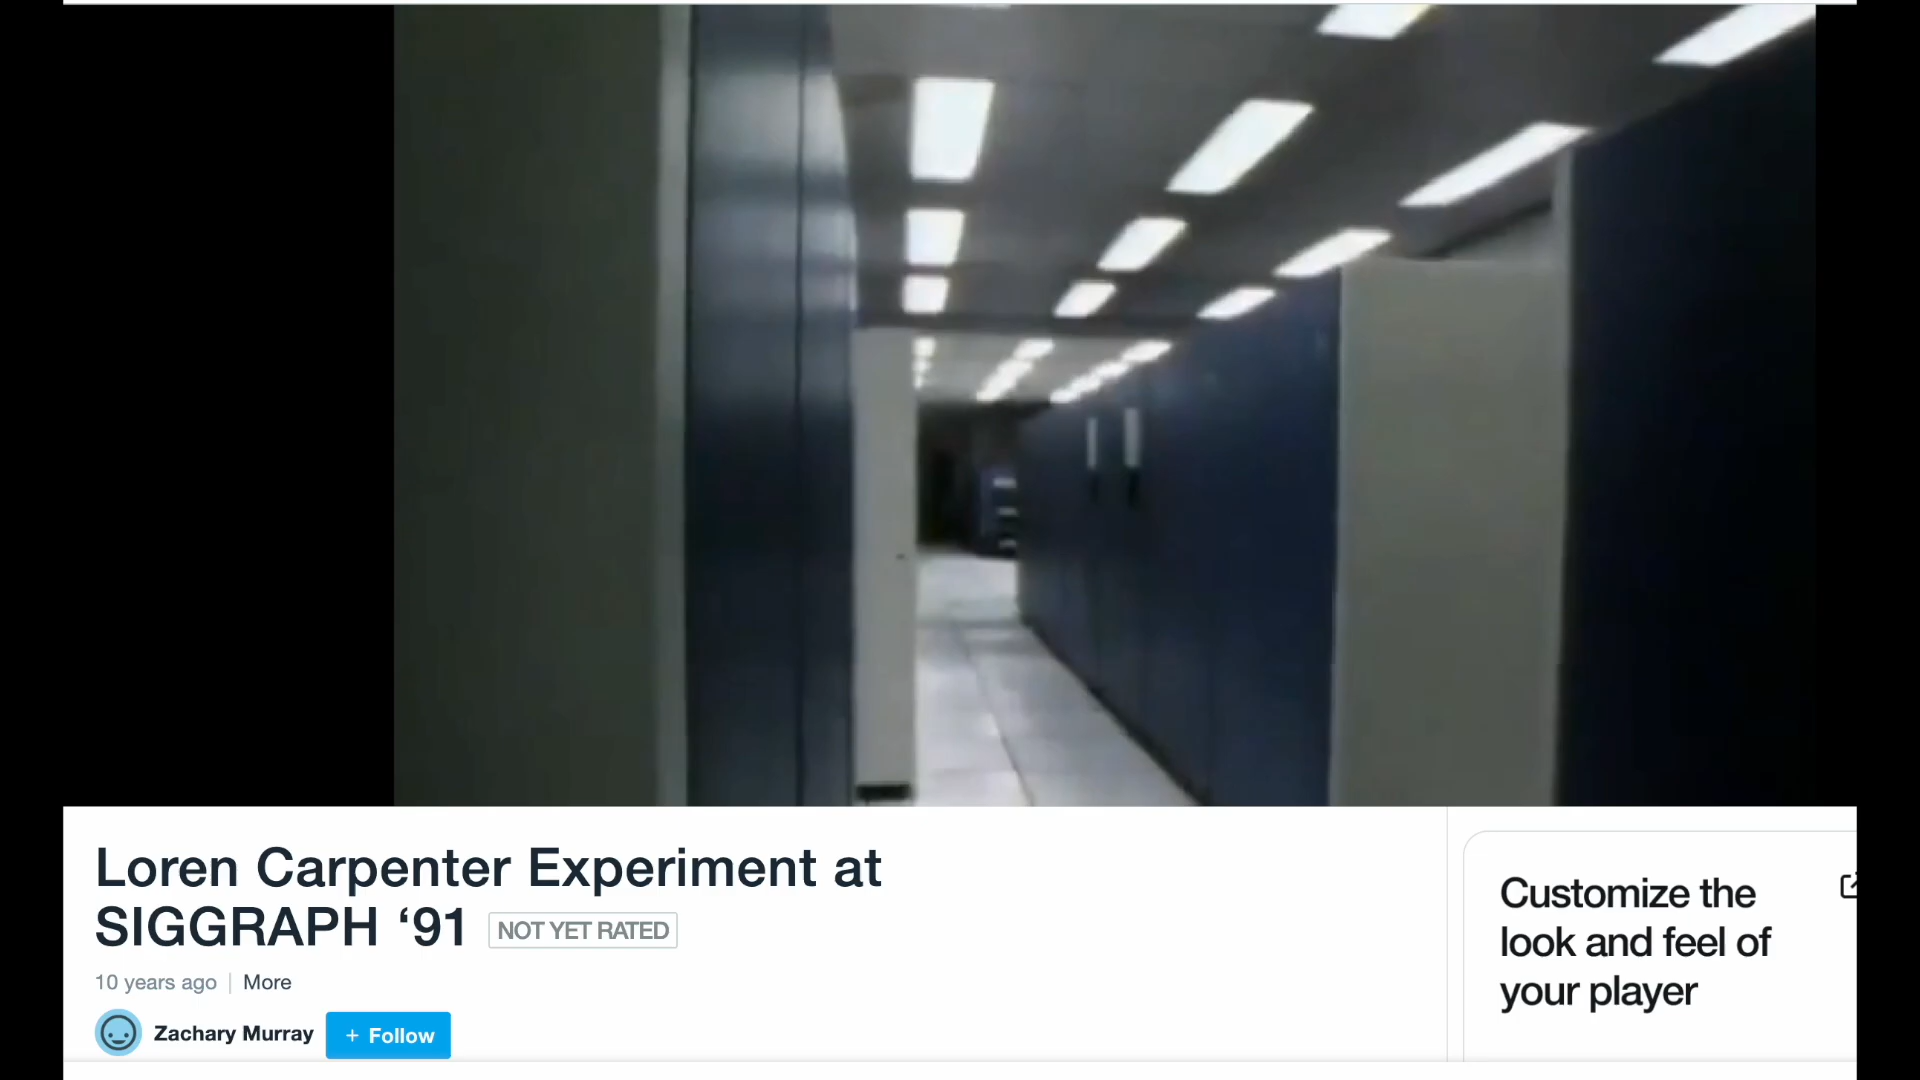 Loren Carpenter Experiment at
SIGGRAPH ‘91 NOT YET RATED
10 years ago | More
Zachary Murray + Follow
Customize the
look and feel of
your player